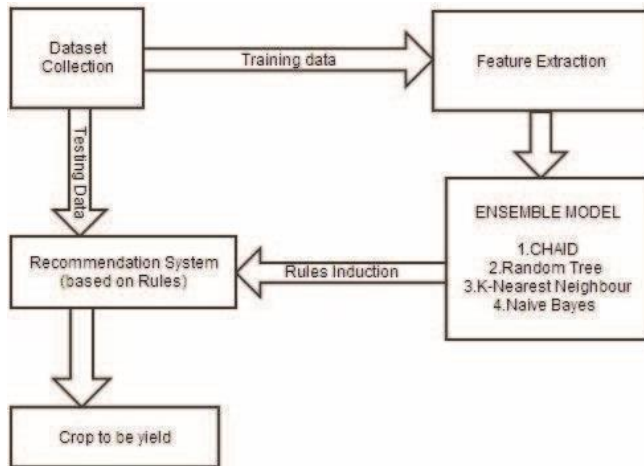 Dataset
Collection
Training data
Feature Extraction
Testing Data
ENSEMBLE MODEL
1.CHAID
2.Random Tree
3.K-Nearest Neighbour
4.Naive Bayes
Recommendation System
(based on Rules)
Rules Induction
Crop to be yield